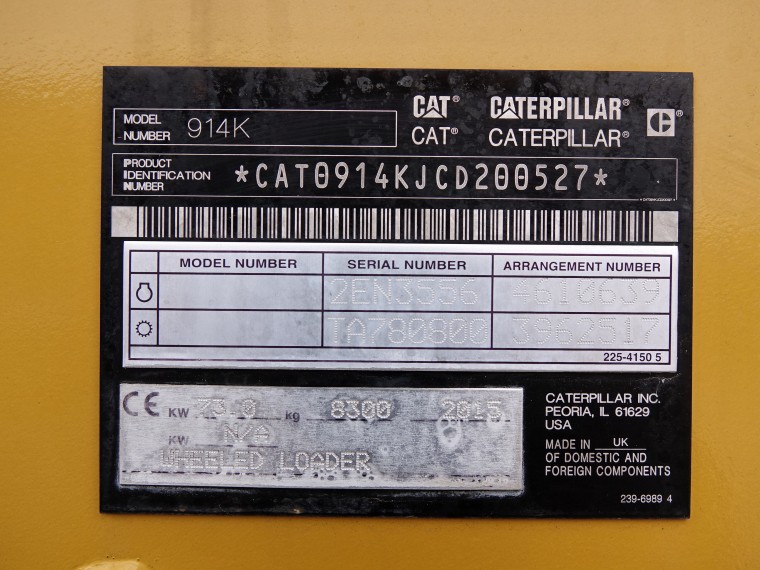 MODEL NUMBER 914K
CAT® CATERPILLAR®
CAT® CATERPILLAR®
C®
PRODUCT IDENTIFICATION NUMBER *CAT0914KJCD200527*
MODEL NUMBER SERIAL NUMBER ARRANGEMENT NUMBER
2EN3556 4610639
TA780800 3962517
225-4150 5
CE KW 73.0 kg 8300 2015
KW N/A
WHEELED LOADER
CATERPILLAR INC.
PEORIA, IL 61629
USA
MADE IN UK
OF DOMESTIC AND
FOREIGN COMPONENTS
239-6989 4